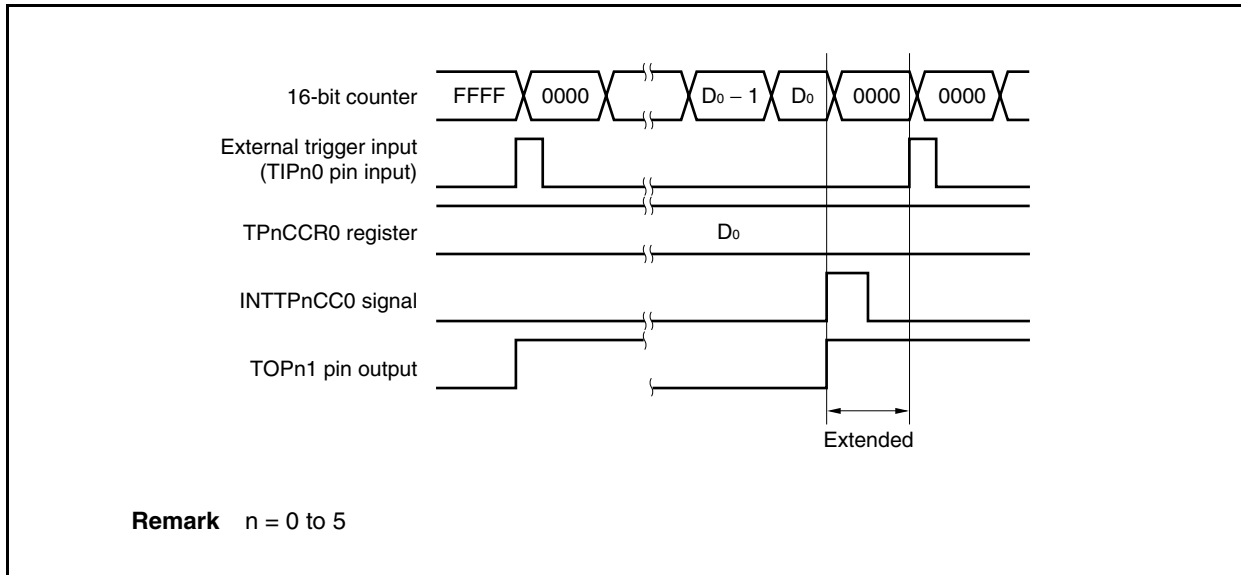 16-bit counter
FFFF 0000 D0 − 1 D0 0000 0000
External trigger input
(TIPn0 pin input)
TPnCCR0 register
D0
INTTPnCC0 signal
TOPn1 pin output
Extended
Remark n = 0 to 5